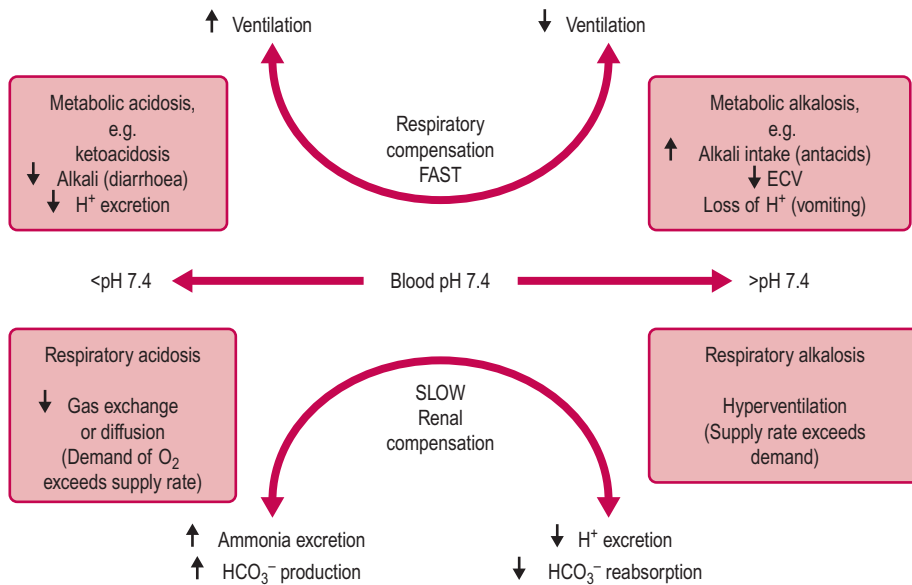 ↑ Ventilation
↓ Ventilation
Metabolic acidosis,
e.g.
ketoacidosis
↓ Alkali (diarrhoea)
↓ H⁺ excretion
Respiratory
compensation
FAST
Metabolic alkalosis,
e.g.
↑ Alkali intake (antacids)
↓ ECV
Loss of H⁺ (vomiting)
<pH 7.4
Blood pH 7.4
>pH 7.4
Respiratory acidosis
↓ Gas exchange
or diffusion
(Demand of O₂
exceeds supply rate)
SLOW
Renal
compensation
Respiratory alkalosis
Hyperventilation
(Supply rate exceeds
demand)
↑ Ammonia excretion
↑ HCO₃⁻ production
↓ H⁺ excretion
↓ HCO₃⁻ reabsorption